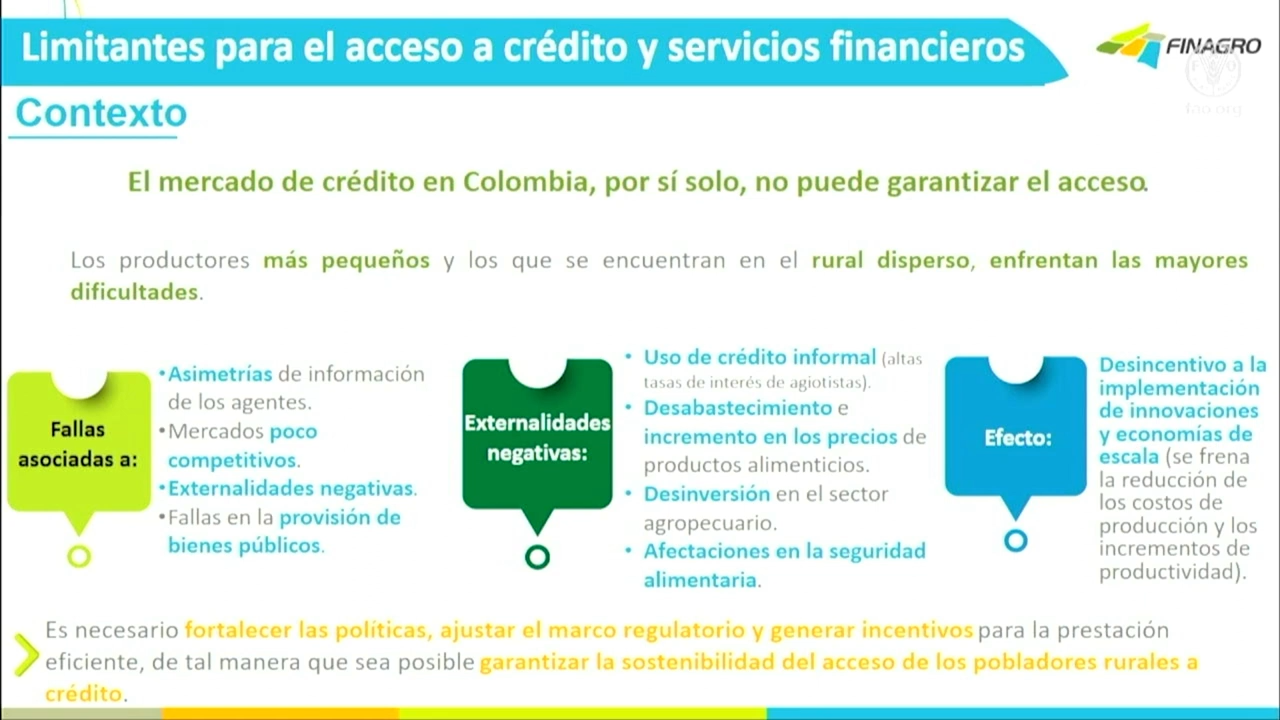 Limitantes para el acceso a crédito y servicios financieros
FINAGRO
fao.org
Contexto
El mercado de crédito en Colombia, por sí solo, no puede garantizar el acceso.
Los productores más pequeños y los que se encuentran en el rural disperso, enfrentan las mayores
dificultades.
Fallas
asociadas a:
•Asimetrías de información
de los agentes.
•Mercados poco
competitivos.
•Externalidades negativas.
•Fallas en la provisión de
bienes públicos.
Externalidades
negativas:
• Uso de crédito informal (altas
tasas de interés de agiotistas).
• Desabastecimiento e
incremento en los precios de
productos alimenticios.
• Desinversión en el sector
agropecuario.
• Afectaciones en la seguridad
alimentaria.
Efecto:
Desincentivo a la
implementación
de innovaciones
y economías de
escala (se frena
la reducción de
los costos de
producción y los
incrementos de
productividad).
Es necesario fortalecer las políticas, ajustar el marco regulatorio y generar incentivos para la prestación
eficiente, de tal manera que sea posible garantizar la sostenibilidad del acceso de los pobladores rurales a
crédito.